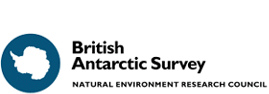 British
Antarctic Survey
NATURAL ENVIRONMENT RESEARCH COUNCIL